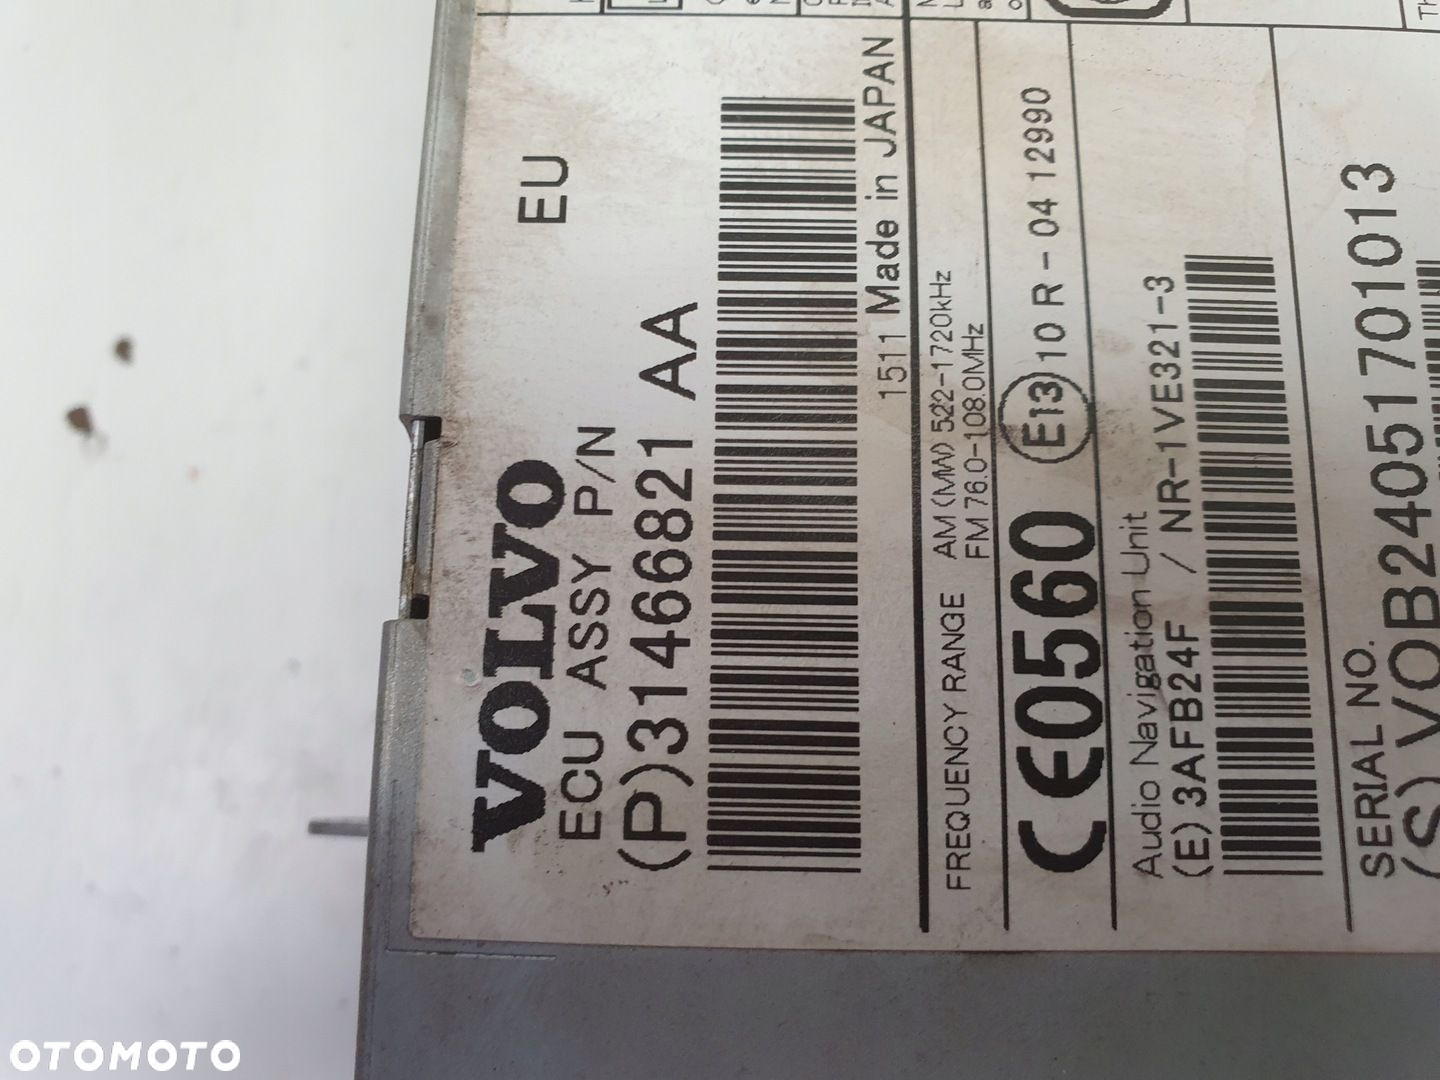 VOLVO
ECU ASSY P/N
EU
(P)31466821 AA
1511 Made in JAPAN
FREQUENCY RANGE
AM (MW) 522-1720kHz
FM 76.0-108.0MHz
CE0560 E13 10 R - 04 12990
Audio Navigation Unit
(E) 3AFB24F / NR-1VE321-3
SERIAL NO.
(S) VOB24051701013
OTOMOTO